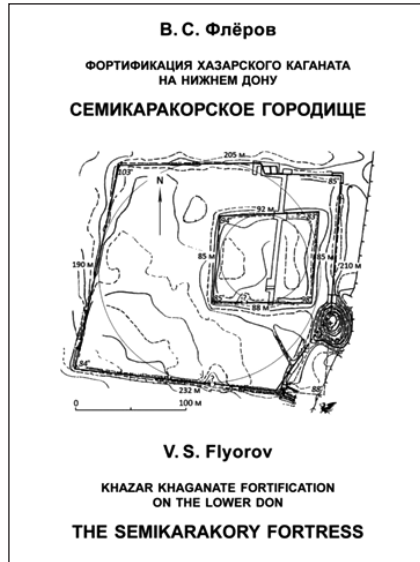 В. С. Флёров
ФОРТИФИКАЦИЯ ХАЗАРСКОГО КАГАНАТА
НА НИЖНЕМ ДОНУ
СЕМИКАРАКОРСКОЕ ГОРОДИЩЕ
205 м
103°
85°
N
92 м
83°
190 м
85 м
85 м
210 м
88 м
84°
232 м
88°
0
100 м
V. S. Flyorov
KHAZAR KHAGANATE FORTIFICATION
ON THE LOWER DON
THE SEMIKARAKORY FORTRESS